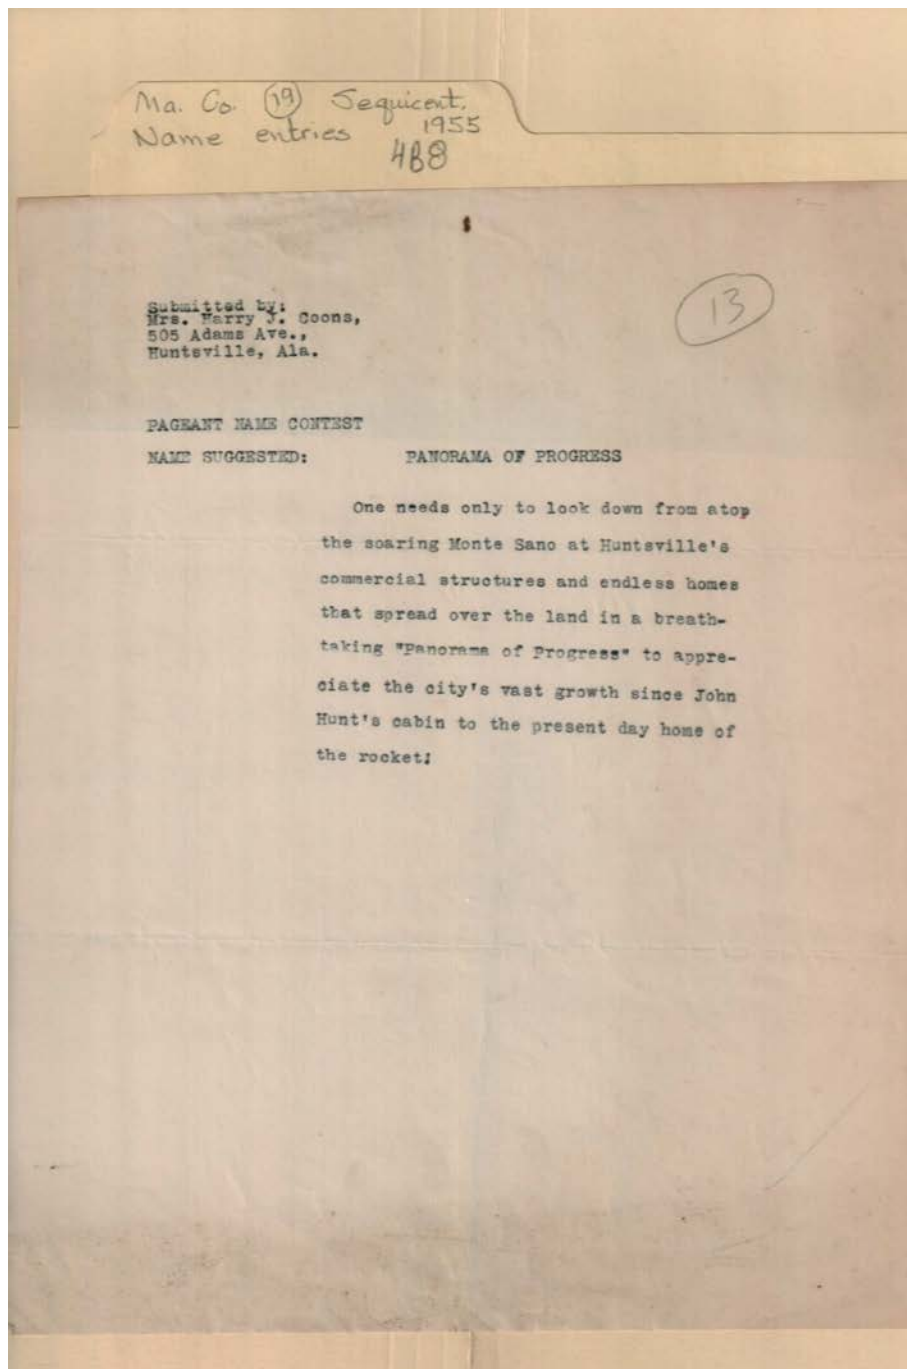 Ma. Co. 19 Sequicent.
Name entries 1955
4B8
13
Submitted by:
Mrs. Harry J. Coons,
505 Adams Ave.,
Huntsville, Ala.
PAGEANT NAME CONTEST
NAME SUGGESTED: PANORAMA OF PROGRESS
One needs only to look down from atop
the soaring Monte Sano at Huntsville's
commercial structures and endless homes
that spread over the land in a breath-
taking "Panorama of Progress" to appre-
ciate the city's vast growth since John
Hunt's cabin to the present day home of
the rocket!